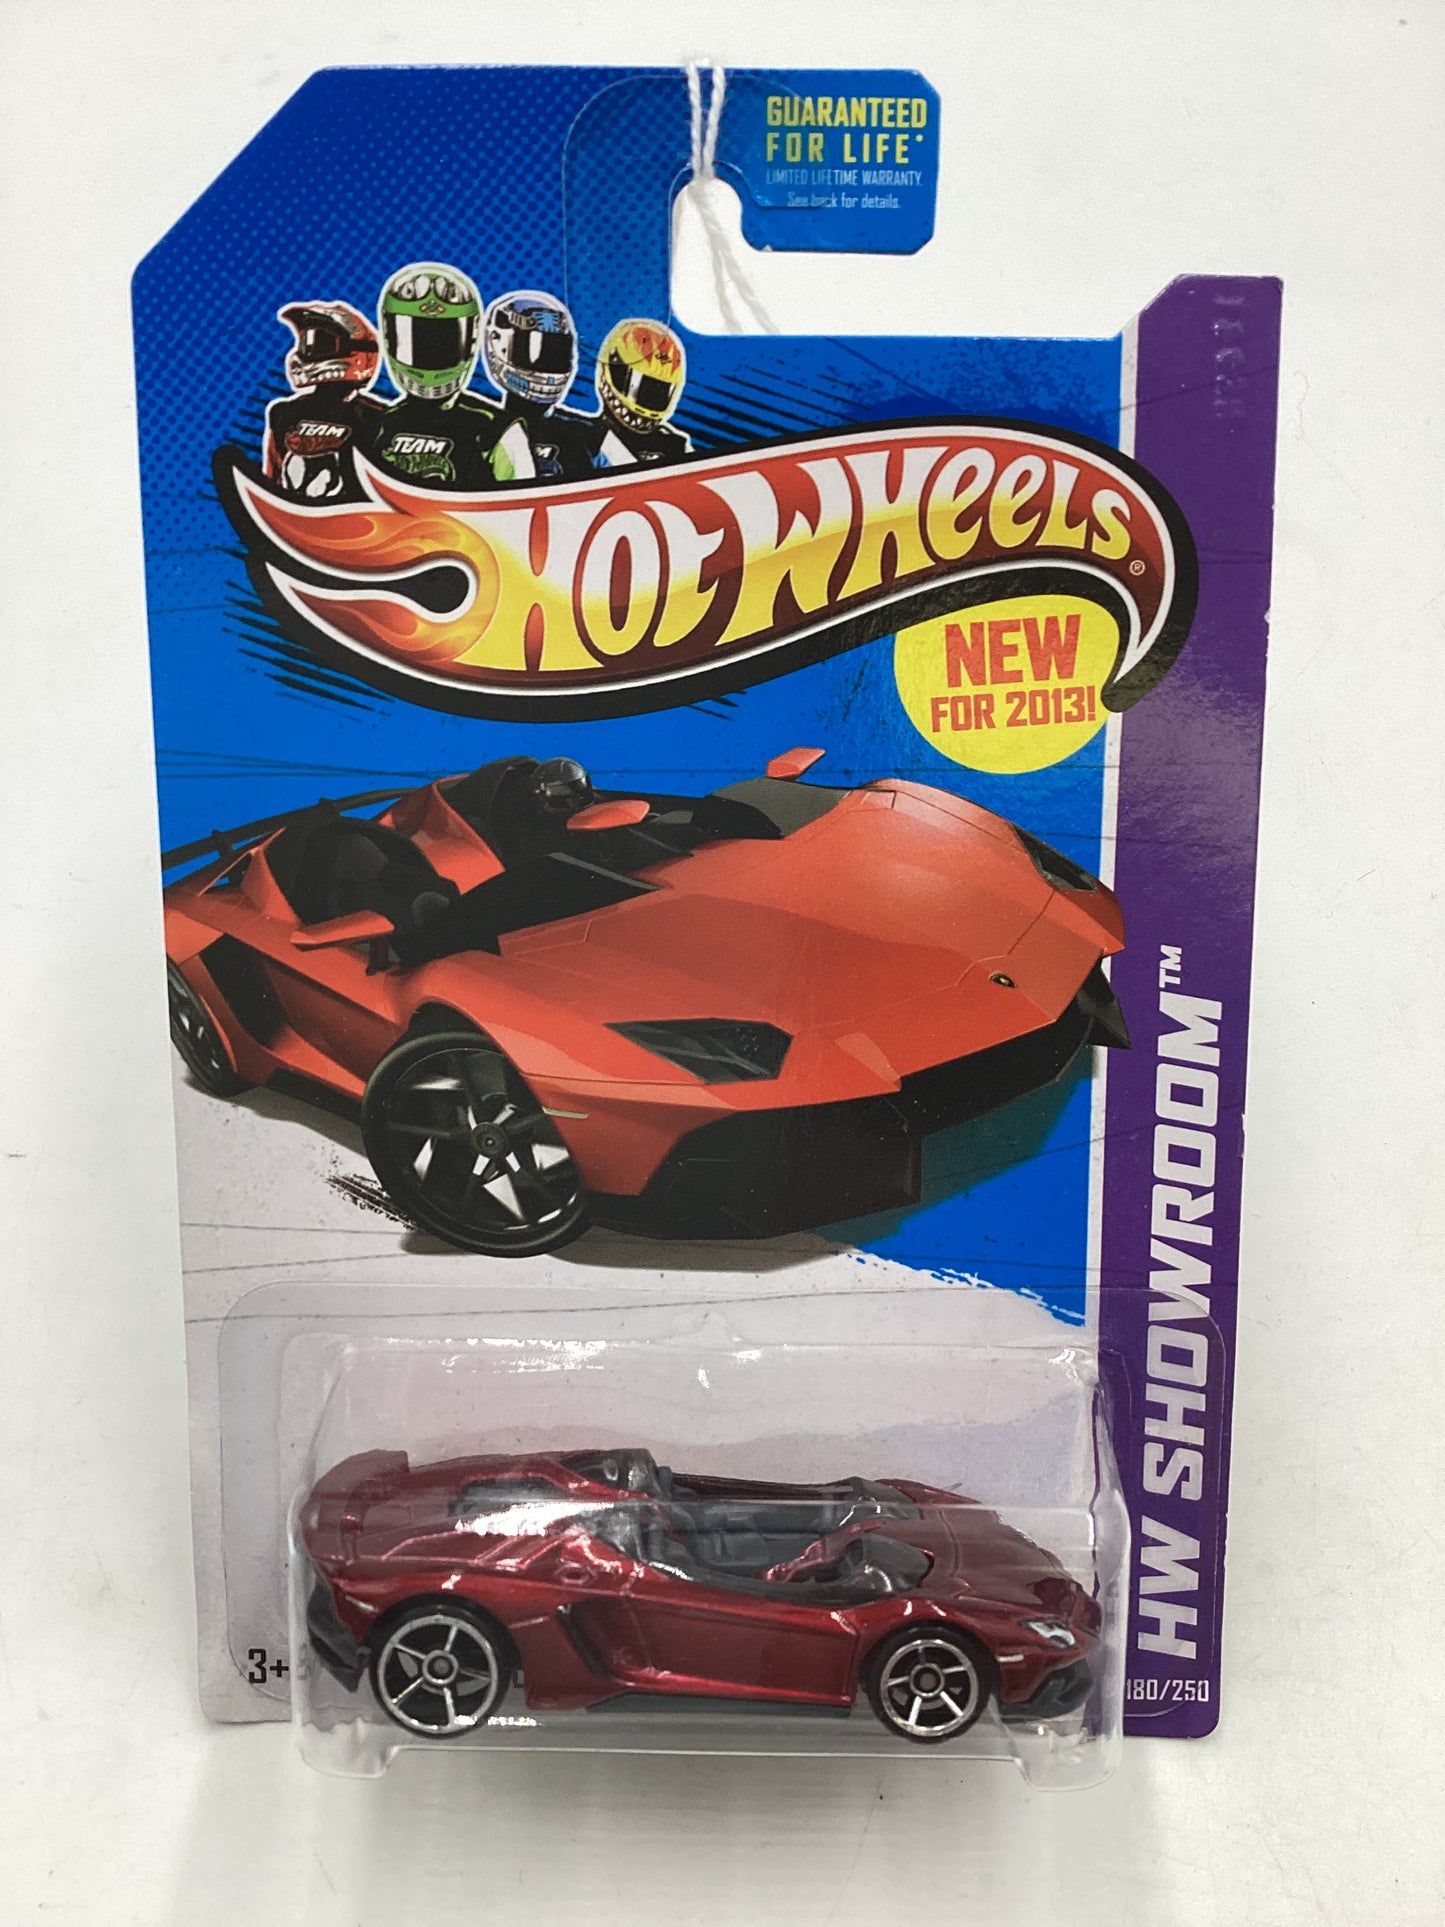 GUARANTEED
FOR LIFE*
LIMITED LIFETIME WARRANTY.
See back for details.
TEAM
TEAM
HOT WHEELS®
NEW
FOR 2013!
HW SHOWROOM™
3+
180/250